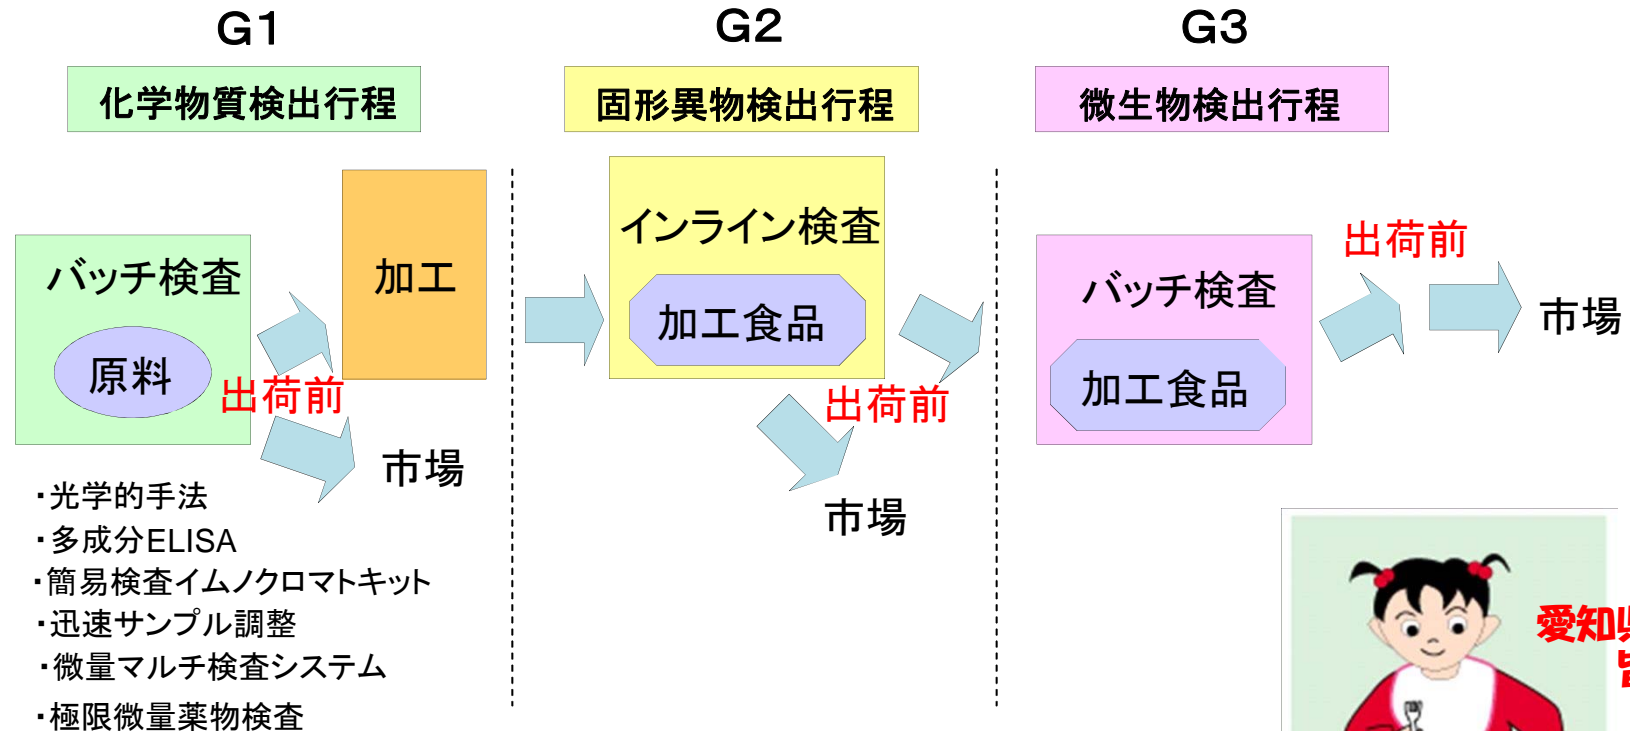 G1
化学物質検出行程
バッチ検査
原料
加工
出荷前
市場
・光学的手法
・多成分ELISA
・簡易検査イムノクロマトキット
・迅速サンプル調整
・微量マルチ検査システム
・極限微量薬物検査
G2
固形異物検出行程
インライン検査
加工食品
出荷前
市場
G3
微生物検出行程
バッチ検査
加工食品
出荷前
市場
愛知